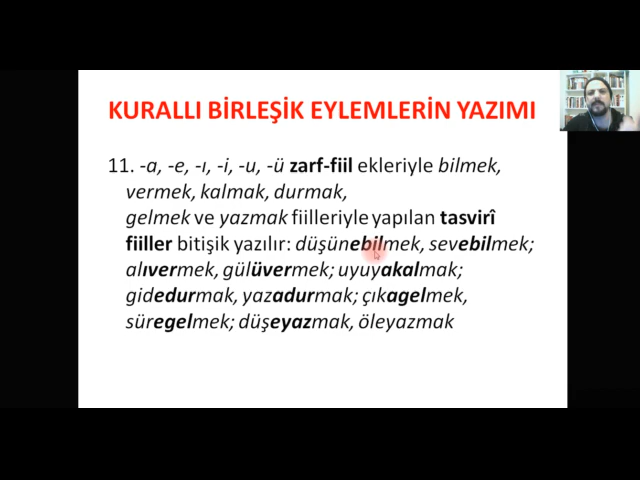 KURALLI BİRLEŞİK EYLEMLERİN YAZIMI
11. -a, -e, -ı, -i, -u, -ü zarf-fiil ekleriyle bilmek,
vermek, kalmak, durmak,
gelmek ve yazmak fiilleriyle yapılan tasvirî
fiiller bitişik yazılır: düşünebilmek, sevebilmek;
alıvermek, gülüvermek; uyuyakalmak;
gidedurmak, yazadurmak; çıkagelmek,
süregelmek; düşeyazmak, öleyazmak